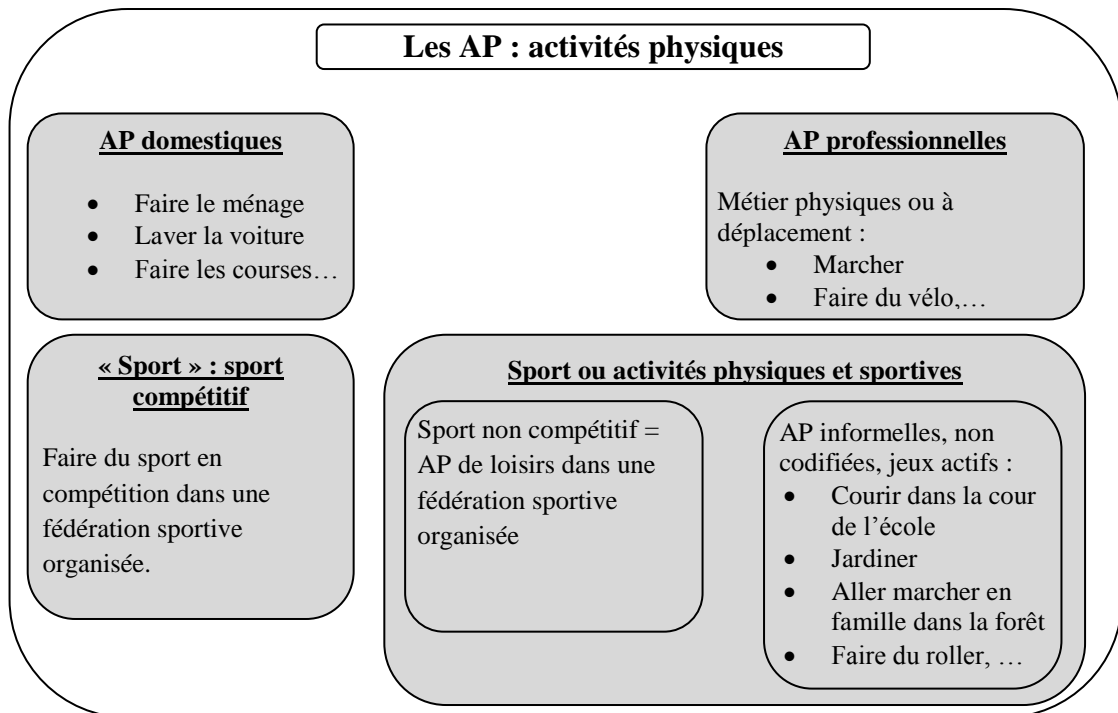 Les AP : activités physiques
AP domestiques
• Faire le ménage
• Laver la voiture
• Faire les courses…
AP professionnelles
Métier physiques ou à
déplacement :
• Marcher
• Faire du vélo,…
« Sport » : sport
compétitif
Faire du sport en
compétition dans une
fédération sportive
organisée.
Sport ou activités physiques et sportives
Sport non compétitif =
AP de loisirs dans une
fédération sportive
organisée
AP informelles, non
codifiées, jeux actifs :
• Courir dans la cour
de l’école
• Jardiner
• Aller marcher en
famille dans la forêt
• Faire du roller, …